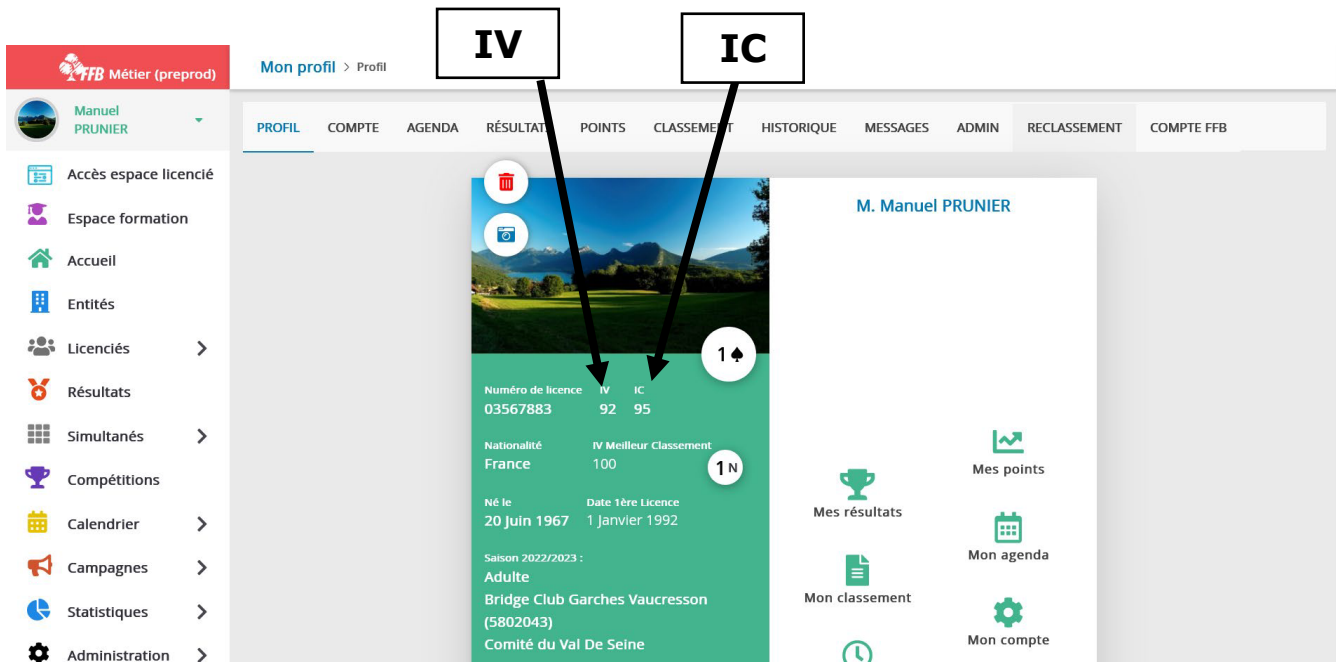 IV
IC
FFB Métier (preprod)
Mon profil > Profil
Manuel
PRUNIER
PROFIL COMPTE AGENDA RÉSULTATS POINTS CLASSEMENT HISTORIQUE MESSAGES ADMIN RECLASSEMENT COMPTE FFB
Accès espace licencié
Espace formation
Accueil
Entités
Licenciés
Résultats
Simultanés
Compétitions
Calendrier
Campagnes
Statistiques
Administration
1♠
Numéro de licence IV IC
03567883 92 95
Nationalité IV Meilleur Classement
France 100
1 N
Né le Date 1ère Licence
20 Juin 1967 1 Janvier 1992
Saison 2022/2023 :
Adulte
Bridge Club Garches Vaucresson
(5802043)
Comité du Val De Seine
M. Manuel PRUNIER
Mes points
Mes résultats
Mon agenda
Mon classement
Mon compte